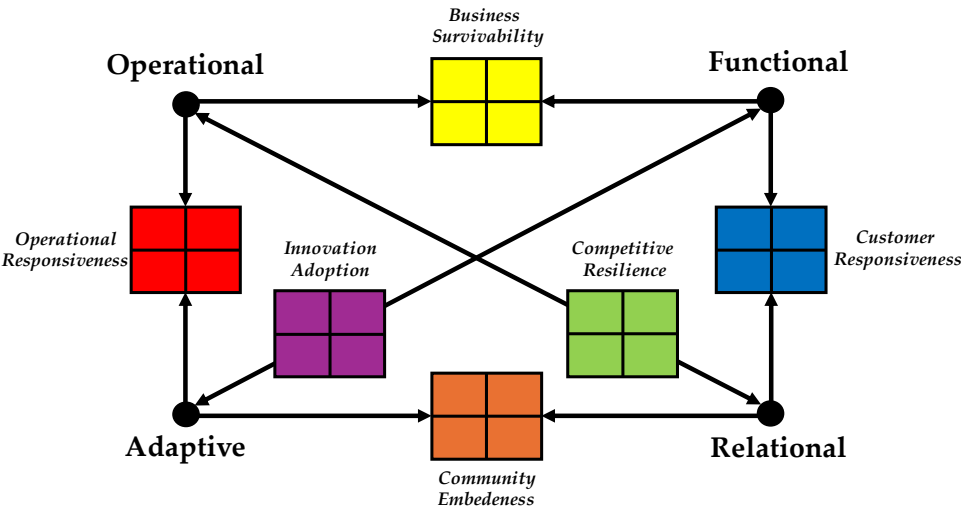 Business
Survivability
Operational
Functional
Operational
Responsiveness
Innovation
Adoption
Competitive
Resilience
Customer
Responsiveness
Adaptive
Relational
Community
Embedeness